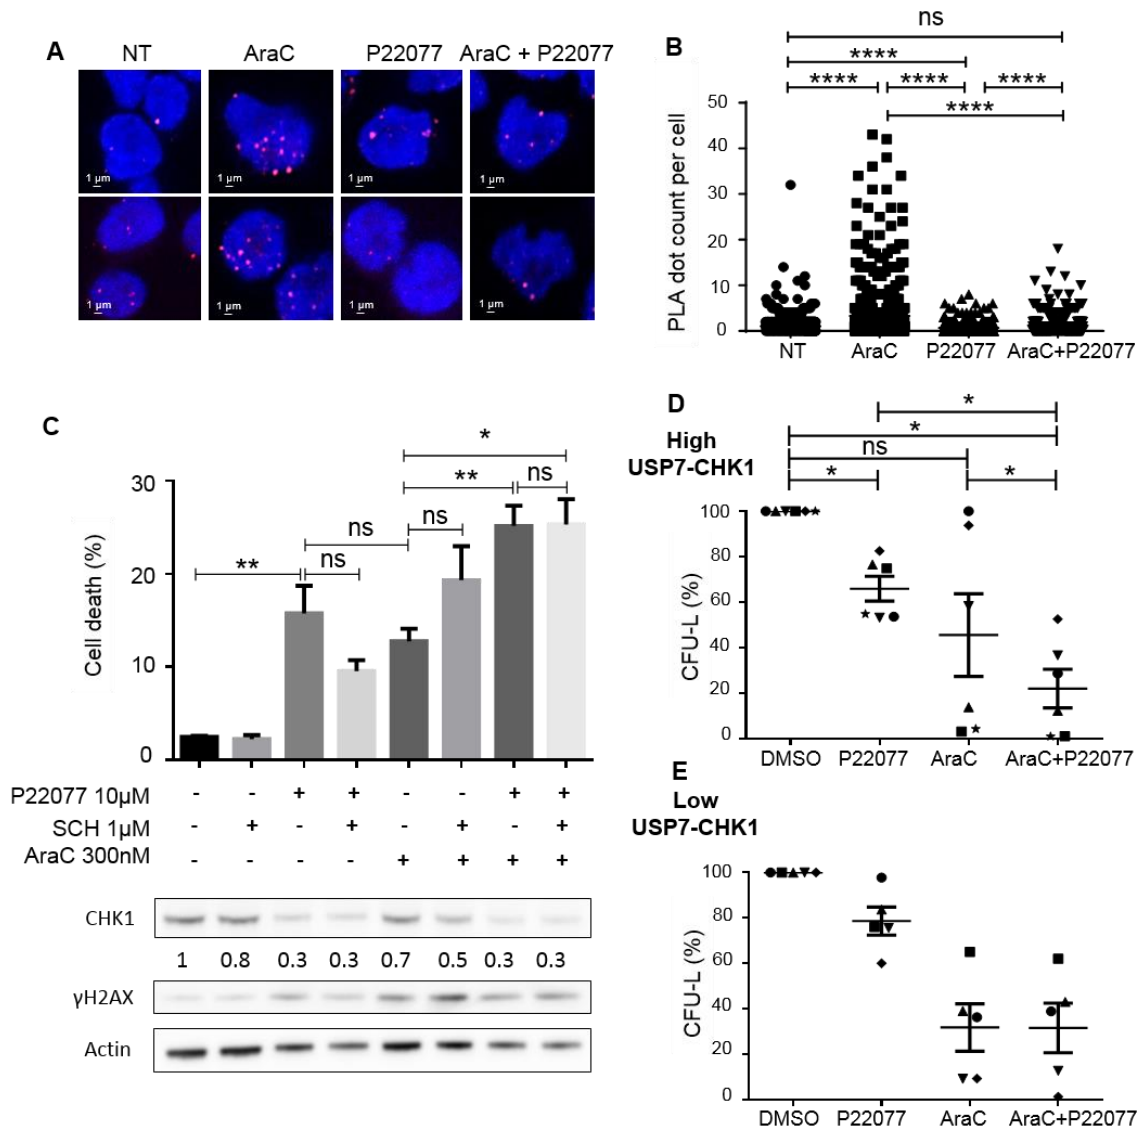 A
NT AraC P22077 AraC + P22077
1 µm 1 µm 1 µm 1 µm
1 µm 1 µm 1 µm 1 µm
B
ns
****
**** **** ****
****
PLA dot count per cell
50
40
30
20
10
0
NT AraC P22077 AraC+P22077
C
*
** ns
ns
ns
** ns
Cell death (%)
30
20
10
0
P22077 10µM - - + + - - + +
SCH 1µM - + - + - + - +
AraC 300nM - - - - + + + +
CHK1
1 0.8 0.3 0.3 0.7 0.5 0.3 0.3
γH2AX
Actin
D
High
USP7-CHK1
*
*
ns
* *
CFU-L (%)
100
80
60
40
20
0
DMSO P22077 AraC AraC+P22077
E
Low
USP7-CHK1
CFU-L (%)
100
80
60
40
20
0
DMSO P22077 AraC AraC+P22077